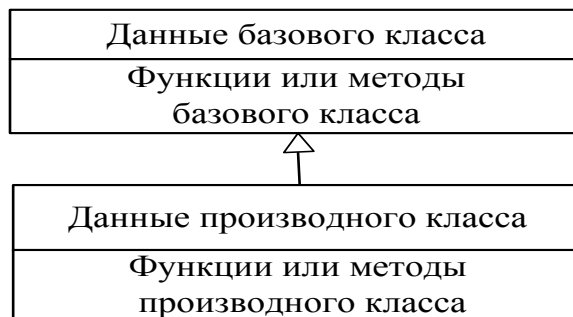 Данные базового класса
Функции или методы
базового класса
Данные производного класса
Функции или методы
производного класса